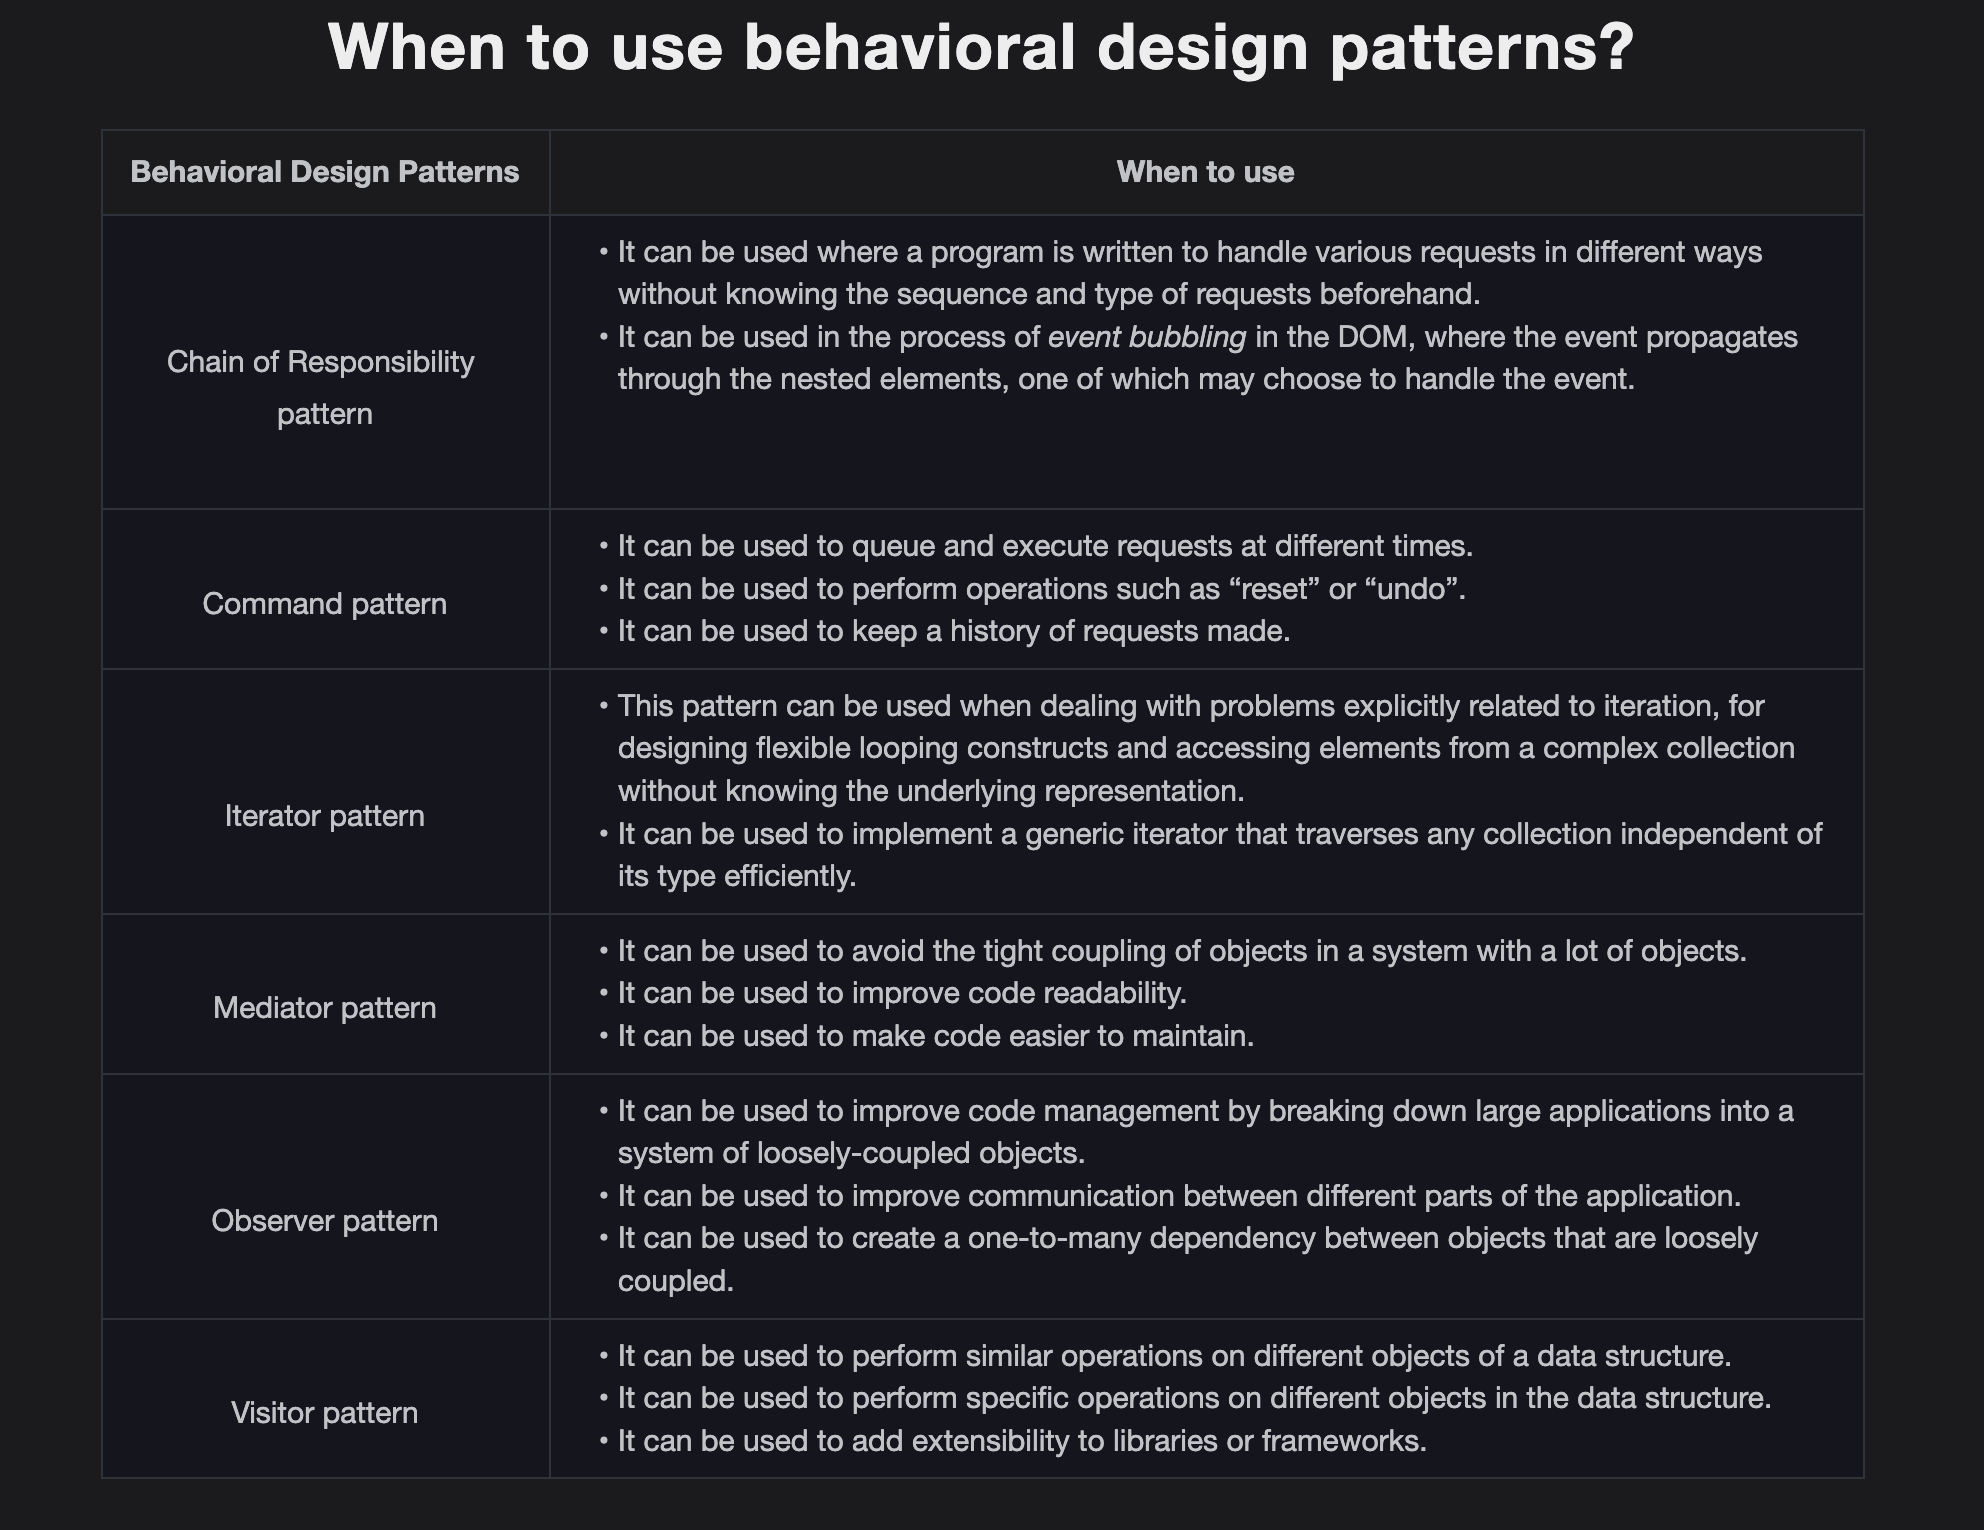 When to use behavioral design patterns?
Behavioral Design Patterns
When to use
Chain of Responsibility
pattern
• It can be used where a program is written to handle various requests in different ways
without knowing the sequence and type of requests beforehand.
• It can be used in the process of event bubbling in the DOM, where the event propagates
through the nested elements, one of which may choose to handle the event.
Command pattern
• It can be used to queue and execute requests at different times.
• It can be used to perform operations such as “reset” or “undo”.
• It can be used to keep a history of requests made.
Iterator pattern
• This pattern can be used when dealing with problems explicitly related to iteration, for
designing flexible looping constructs and accessing elements from a complex collection
without knowing the underlying representation.
• It can be used to implement a generic iterator that traverses any collection independent of
its type efficiently.
Mediator pattern
• It can be used to avoid the tight coupling of objects in a system with a lot of objects.
• It can be used to improve code readability.
• It can be used to make code easier to maintain.
Observer pattern
• It can be used to improve code management by breaking down large applications into a
system of loosely-coupled objects.
• It can be used to improve communication between different parts of the application.
• It can be used to create a one-to-many dependency between objects that are loosely
coupled.
Visitor pattern
• It can be used to perform similar operations on different objects of a data structure.
• It can be used to perform specific operations on different objects in the data structure.
• It can be used to add extensibility to libraries or frameworks.